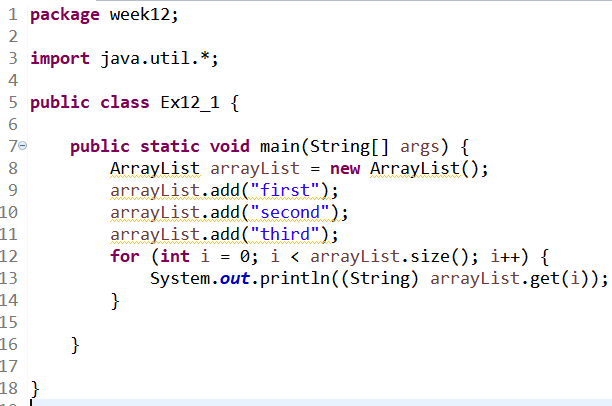 1 package week12;
2
3 import java.util.*;
4
5 public class Ex12_1 {
6
7 public static void main(String[] args) {
8 ArrayList arrayList = new ArrayList();
9 arrayList.add("first");
10 arrayList.add("second");
11 arrayList.add("third");
12 for (int i = 0; i < arrayList.size(); i++) {
13 System.out.println((String) arrayList.get(i));
14 }
15
16 }
17
18 }